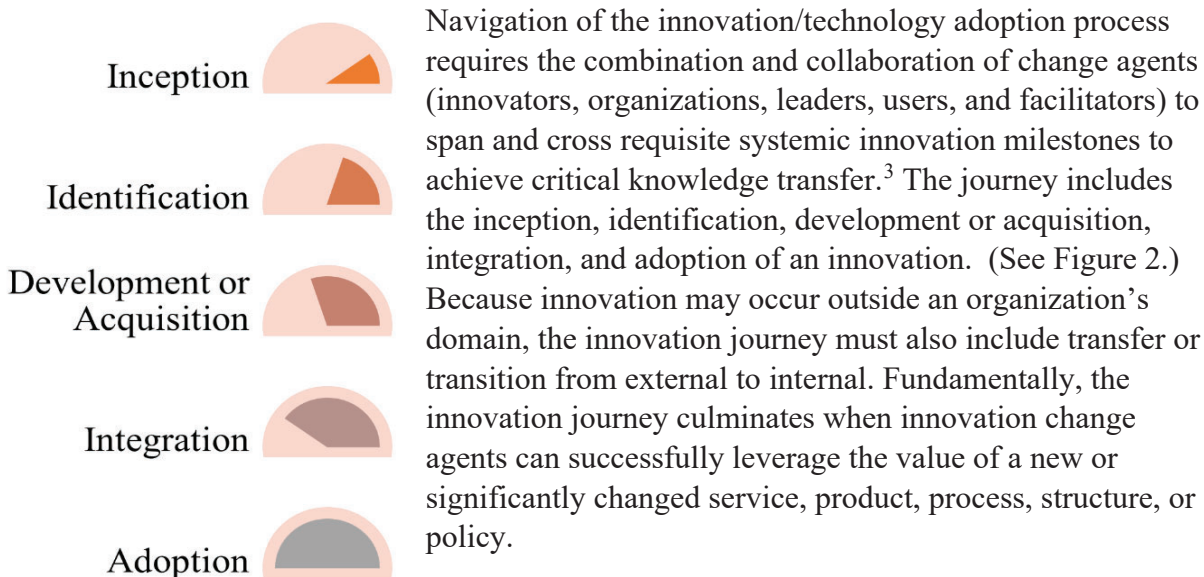 Inception
Identification
Development or
Acquisition
Integration
Adoption
Navigation of the innovation/technology adoption process
requires the combination and collaboration of change agents
(innovators, organizations, leaders, users, and facilitators) to
span and cross requisite systemic innovation milestones to
achieve critical knowledge transfer.³ The journey includes
the inception, identification, development or acquisition,
integration, and adoption of an innovation.  (See Figure 2.)
Because innovation may occur outside an organization’s
domain, the innovation journey must also include transfer or
transition from external to internal. Fundamentally, the
innovation journey culminates when innovation change
agents can successfully leverage the value of a new or
significantly changed service, product, process, structure, or
policy.